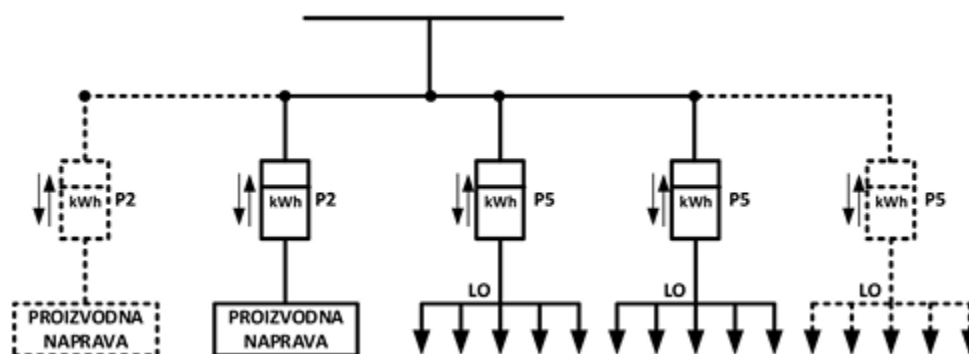 kWh P2
kWh P2
kWh P5
kWh P5
kWh P5
LO
LO
LO
PROIZVODNA
NAPRAVA
PROIZVODNA
NAPRAVA